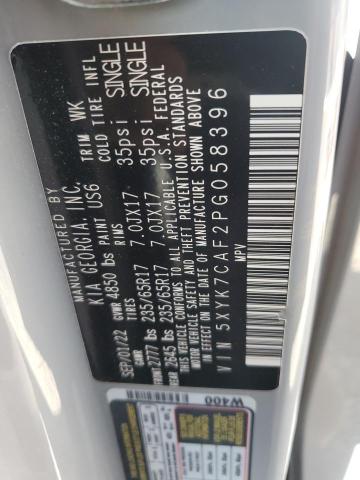 MANUFACTURED BY
KIA GEORGIA INC.
SEP/01/22 GVWR 4850 lbs PAINT US6 TRIM WK
GAWR RIMS COLD TIRE INFL
FRONT 2777 lbs 235/65R17 7.0JX17 35psi SINGLE
235/65R17 7.0JX17 35psi SINGLE
REAR 2645 lbs
THIS VEHICLE CONFORMS TO ALL APPLICABLE U.S.A. FEDERAL
MOTOR VEHICLE SAFETY AND THEFT PREVENTION STANDARDS
IN EFFECT ON THE DATE OF MANUFACTURE SHOWN ABOVE
VIN 5XYK7CAF2PG058396
MPV
W400